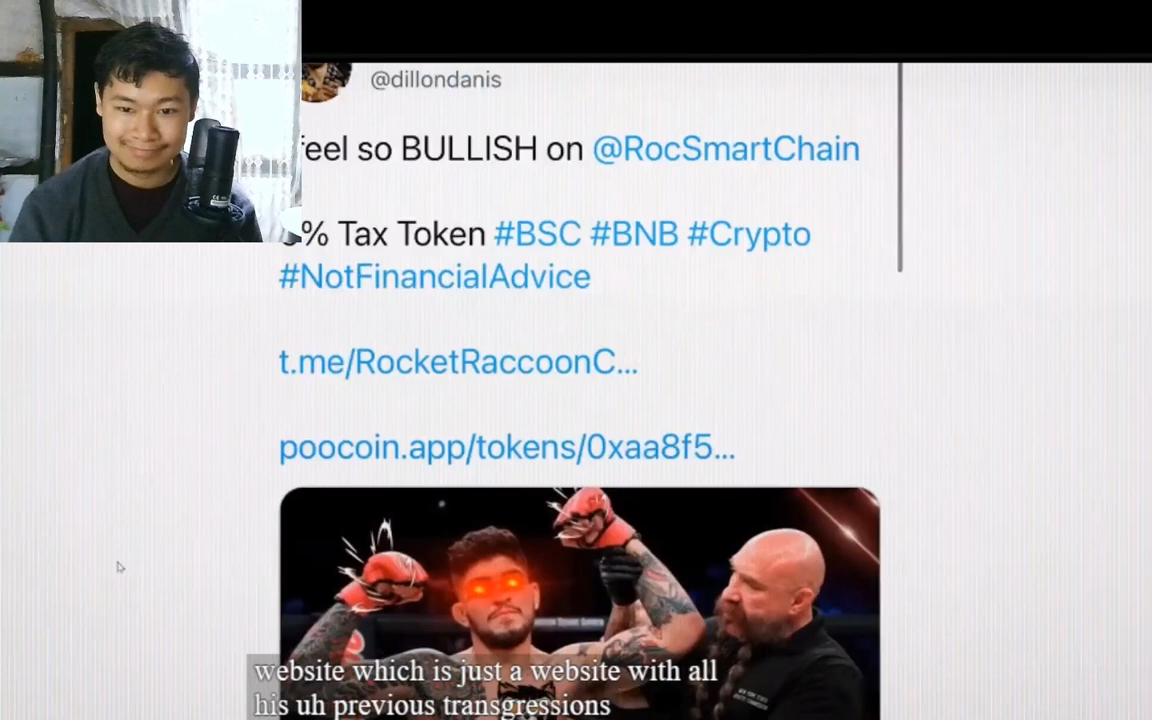 @dillondanis
feel so BULLISH on @RocSmartChain
% Tax Token #BSC #BNB #Crypto
#NotFinancialAdvice
t.me/RocketRaccoonC...
poocoin.app/tokens/0xaa8f5...
website which is just a website with all
his uh previous transgressions